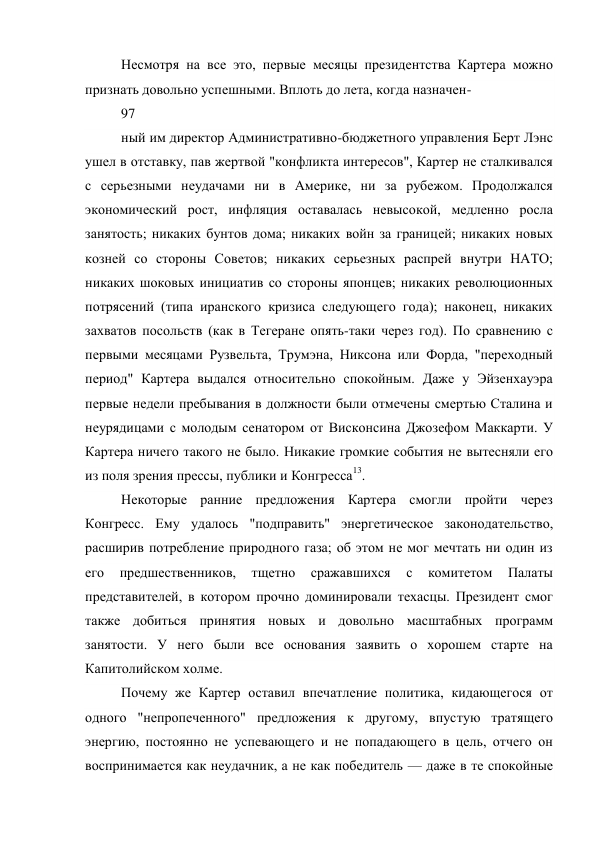 Несмотря на все это, первые месяцы президентства Картера можно
признать довольно успешными. Вплоть до лета, когда назначен-
97
ный им директор Административно-бюджетного управления Берт Лэнс
ушел в отставку, пав жертвой "конфликта интересов", Картер не сталкивался
с серьезными неудачами ни в Америке, ни за рубежом. Продолжался
экономический рост, инфляция оставалась невысокой, медленно росла
занятость; никаких бунтов дома; никаких войн за границей; никаких новых
козней со стороны Советов; никаких серьезных распрей внутри НАТО;
никаких шоковых инициатив со стороны японцев; никаких революционных
потрясений (типа иранского кризиса следующего года); наконец, никаких
захватов посольств (как в Тегеране опять-таки через год). По сравнению с
первыми месяцами Рузвельта, Трумэна, Никсона или Форда, "переходный
период" Картера выдался относительно спокойным. Даже у Эйзенхауэра
первые недели пребывания в должности были отмечены смертью Сталина и
неурядицами с молодым сенатором от Висконсина Джозефом Маккарти. У
Картера ничего такого не было. Никакие громкие события не вытесняли его
из поля зрения прессы, публики и Конгресса13.
Некоторые ранние предложения Картера смогли пройти через
Конгресс. Ему удалось "подправить" энергетическое законодательство,
расширив потребление природного газа; об этом не мог мечтать ни один из
его предшественников, тщетно сражавшихся с комитетом Палаты
представителей, в котором прочно доминировали техасцы. Президент смог
также добиться принятия новых и довольно масштабных программ
занятости. У него были все основания заявить о хорошем старте на
Капитолийском холме.
Почему же Картер оставил впечатление политика, кидающегося от
одного "непропеченного" предложения к другому, впустую тратящего
энергию, постоянно не успевающего и не попадающего в цель, отчего он
воспринимается как неудачник, а не как победитель — даже в те спокойные